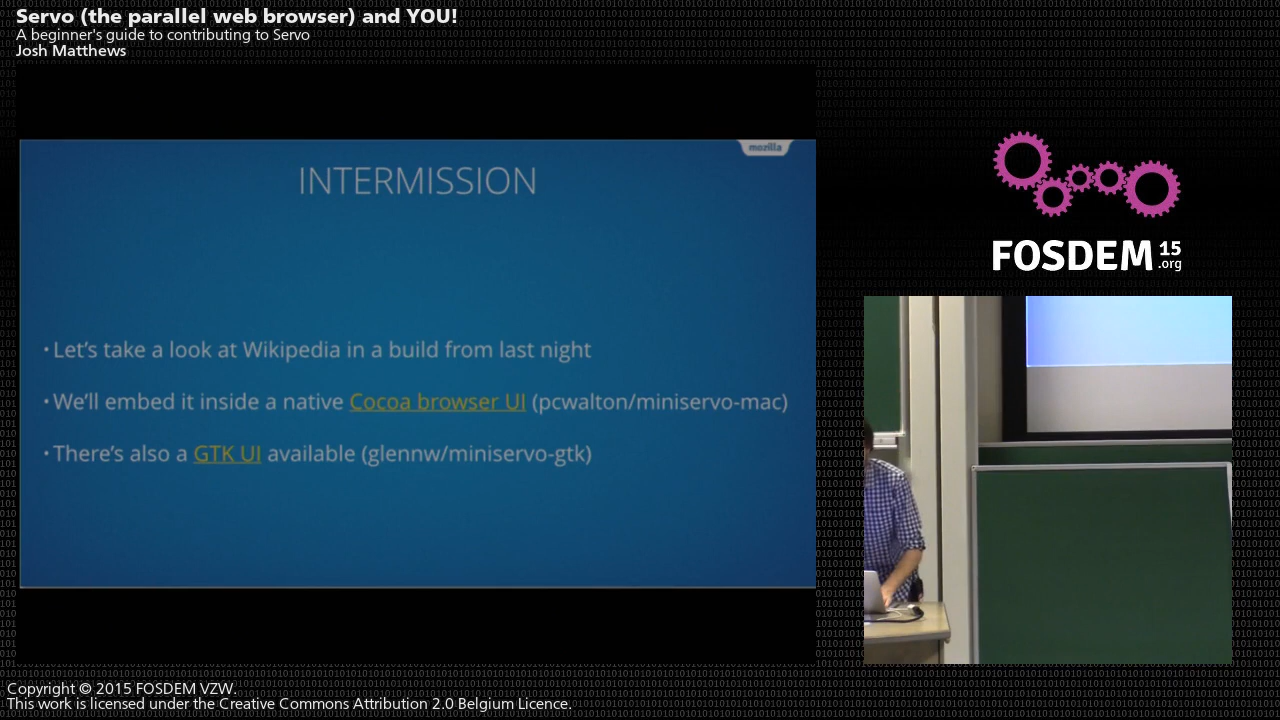 Servo (the parallel web browser) and YOU!
A beginner's guide to contributing to Servo
Josh Matthews
mozilla
INTERMISSION
· Let's take a look at Wikipedia in a build from last night
· We'll embed it inside a native Cocoa browser UI (pcwalton/miniservo-mac)
· There's also a GTK UI available (glennw/miniservo-gtk)
FOSDEM 15
.org
Copyright © 2015 FOSDEM VZW.
This work is licensed under the Creative Commons Attribution 2.0 Belgium Licence.